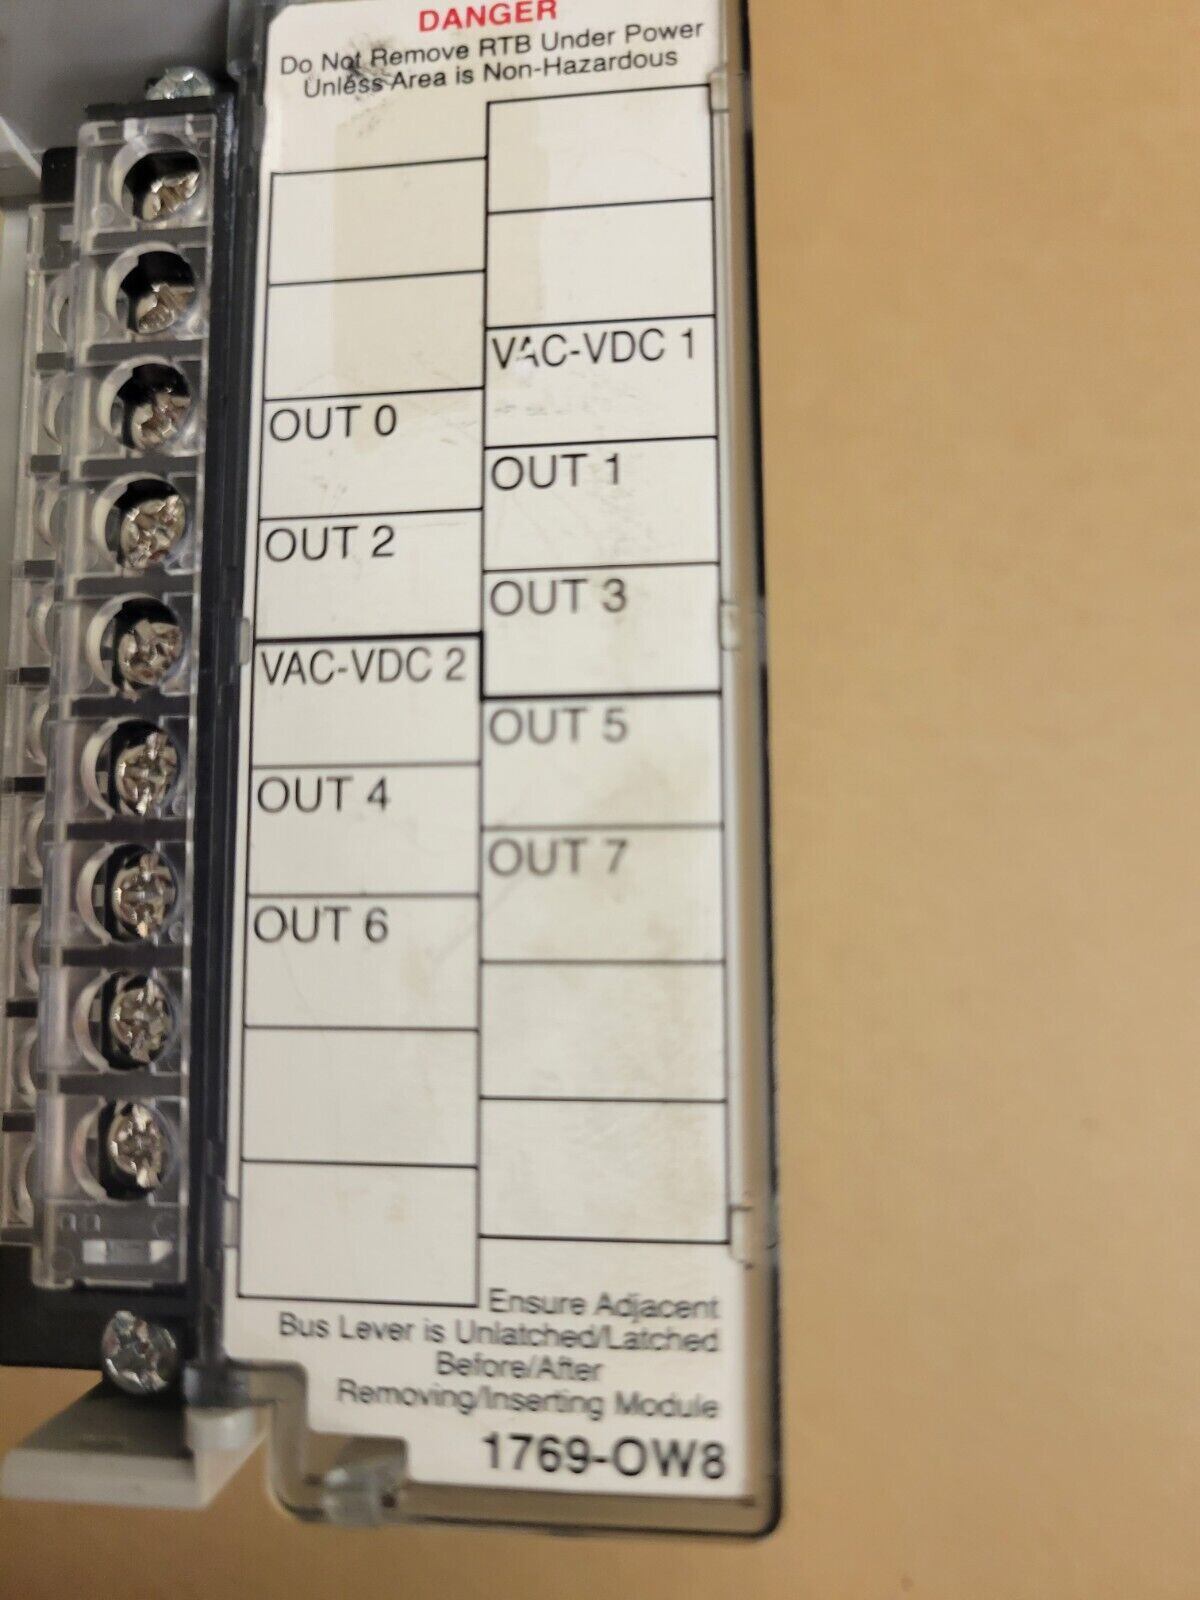 DANGER
Do Not Remove RTB Under Power
Unless Area is Non-Hazardous
VAC-VDC 1
OUT 0
OUT 1
OUT 2
OUT 3
VAC-VDC 2
OUT 5
OUT 4
OUT 7
OUT 6
Ensure Adjacent
Bus Lever is Unlatched/Latched
Before/After
Removing/Inserting Module
1769-OW8